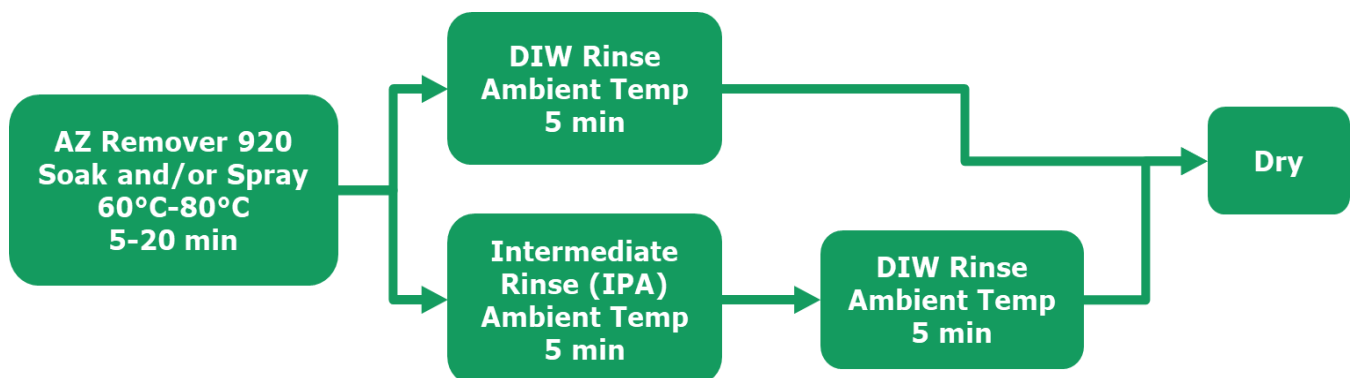 AZ Remover 920
Soak and/or Spray
60°C-80°C
5-20 min
DIW Rinse
Ambient Temp
5 min
Intermediate
Rinse (IPA)
Ambient Temp
5 min
DIW Rinse
Ambient Temp
5 min
Dry